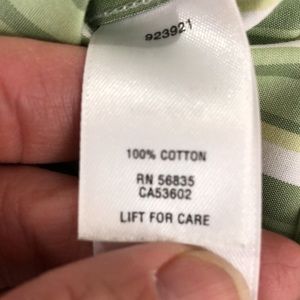 923921
100% COTTON
RN 56835
CA53602
LIFT FOR CARE